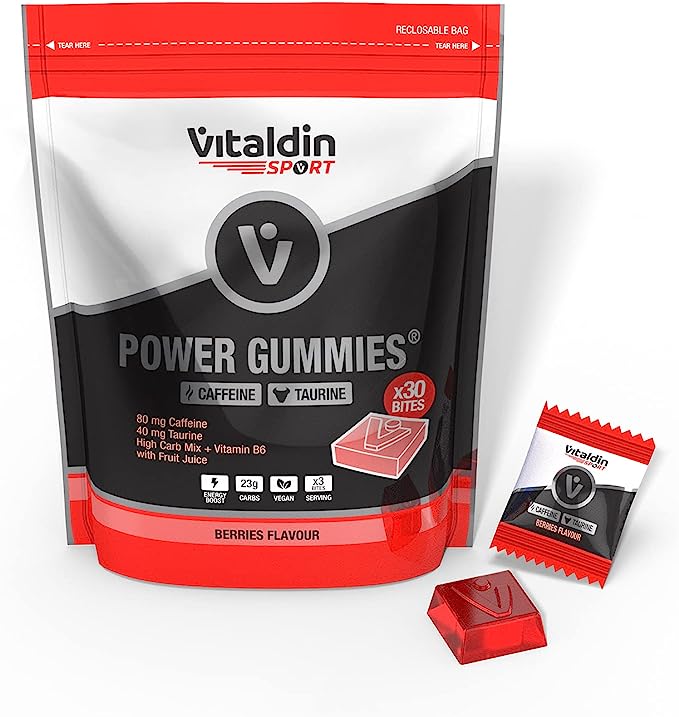 RECLOSABLE BAG
TEAR HERE
TEAR HERE
Vitaldin
SPORT
POWER GUMMIES®
CAFFEINE TAURINE
x30
BITES
80 mg Caffeine
40 mg Taurine
High Carb Mix + Vitamin B6
with Fruit Juice
23g
x3
BITES
ENERGY
BOOST
CARBS
VEGAN
SERVING
BERRIES FLAVOUR
Vitaldin
SPORT
CAFFEINE TAURINE
BERRIES FLAVOUR